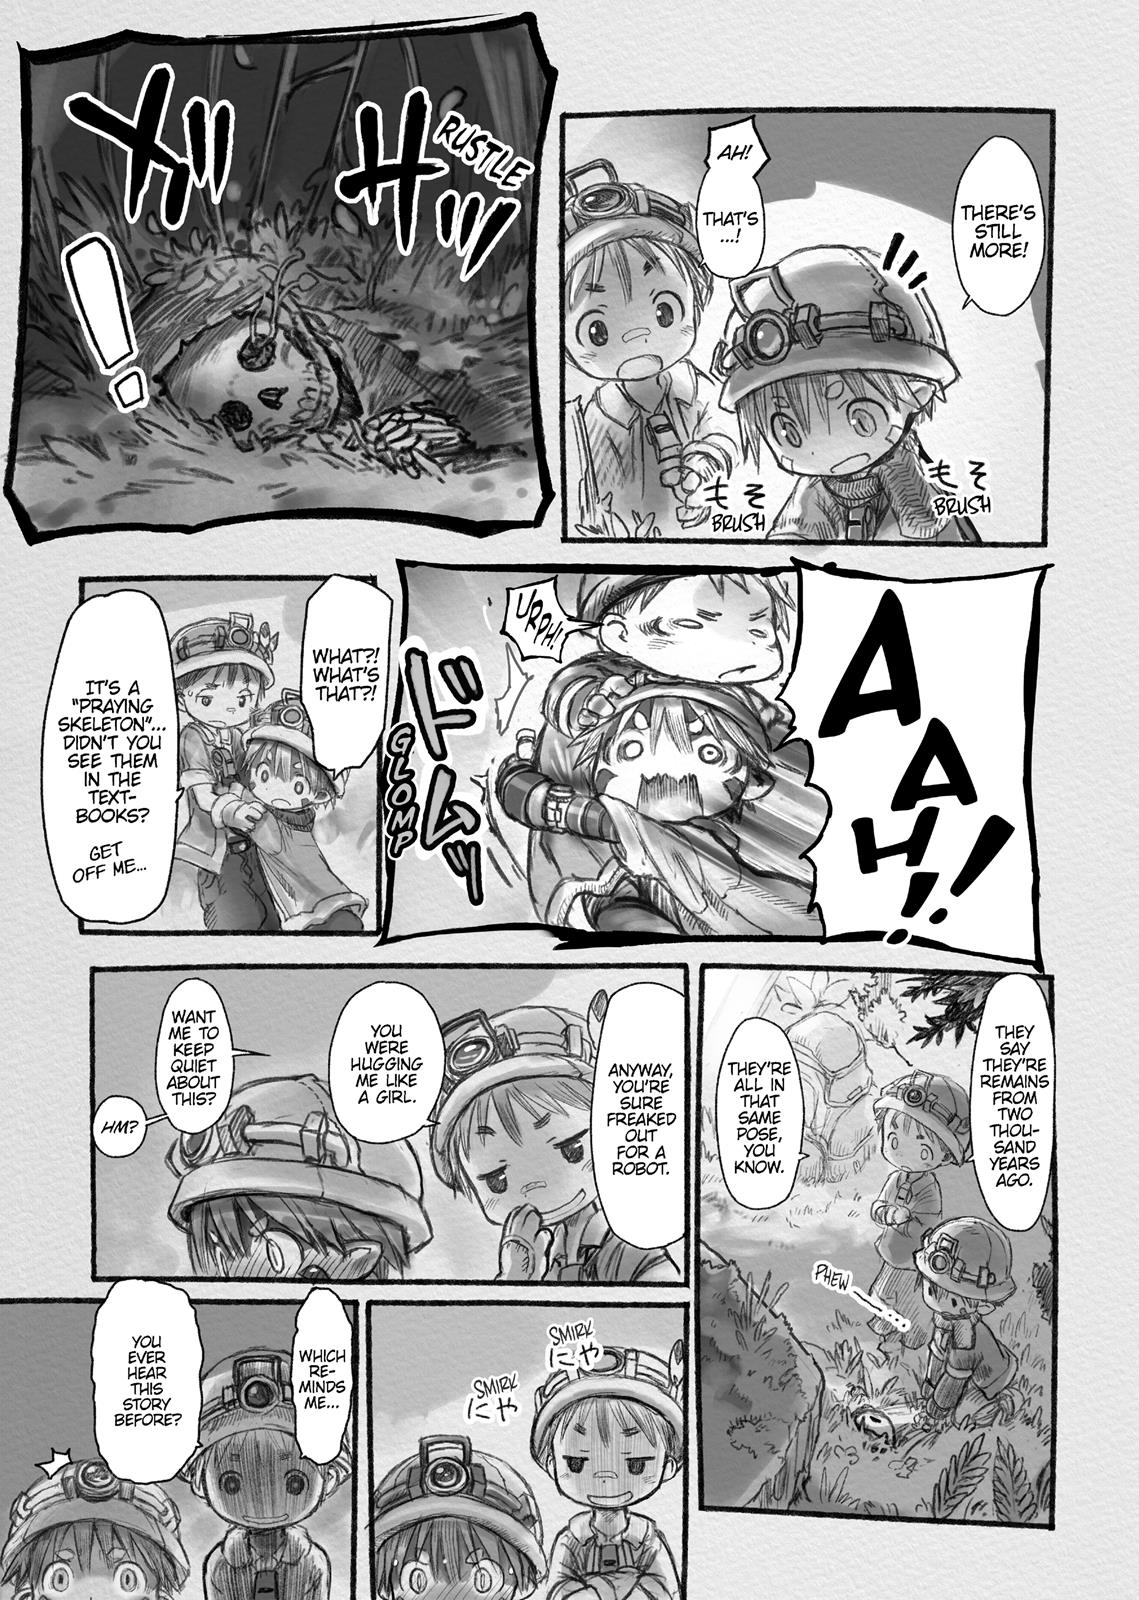 THERE'S
STILL
MORE!
AH!
THAT'S
...!
もそ
BRUSH
もそ
BRUSH
ガサッ
RUSTLE
!
AAH!!
ドムッ
GLOMP
URPH!
WHAT?!
WHAT'S
THAT?!
IT'S A
"PRAYING
SKELETON"...
DIDN'T YOU
SEE THEM
IN THE
TEXT-
BOOKS?
GET
OFF ME...
THEY
SAY
THEY'RE
REMAINS
FROM
TWO
THOU-
SAND
YEARS
AGO.
THEY'RE
ALL IN
THAT
SAME
POSE,
YOU
KNOW.
PHEW
ANYWAY,
YOU'RE
SURE
FREAKED
OUT
FOR A
ROBOT.
YOU
WERE
HUGGING
ME LIKE
A GIRL.
WANT
ME TO
KEEP
QUIET
ABOUT
THIS?
HM?
SMIRK
にや
SMIRK
にや
WHICH
RE-
MINDS
ME...
YOU
EVER
HEAR
THIS
STORY
BEFORE?